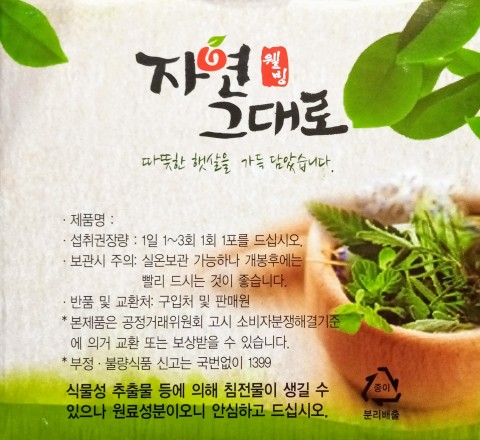 자연
웰빙
그대로
따뜻한 햇살을 가득 담았습니다.
· 제품명 :
· 섭취권장량 : 1일 1~3회 1회 1포를 드십시오.
· 보관시 주의: 실온보관 가능하나 개봉후에는
빨리 드시는 것이 좋습니다.
· 반품 및 교환처: 구입처 및 판매원
* 본제품은 공정거래위원회 고시 소비자분쟁해결기준
에 의거 교환 또는 보상받을 수 있습니다.
* 부정·불량식품 신고는 국번없이 1399
식물성 추출물 등에 의해 침전물이 생길 수
있으나 원료성분이오니 안심하고 드십시오.
종이
분리배출